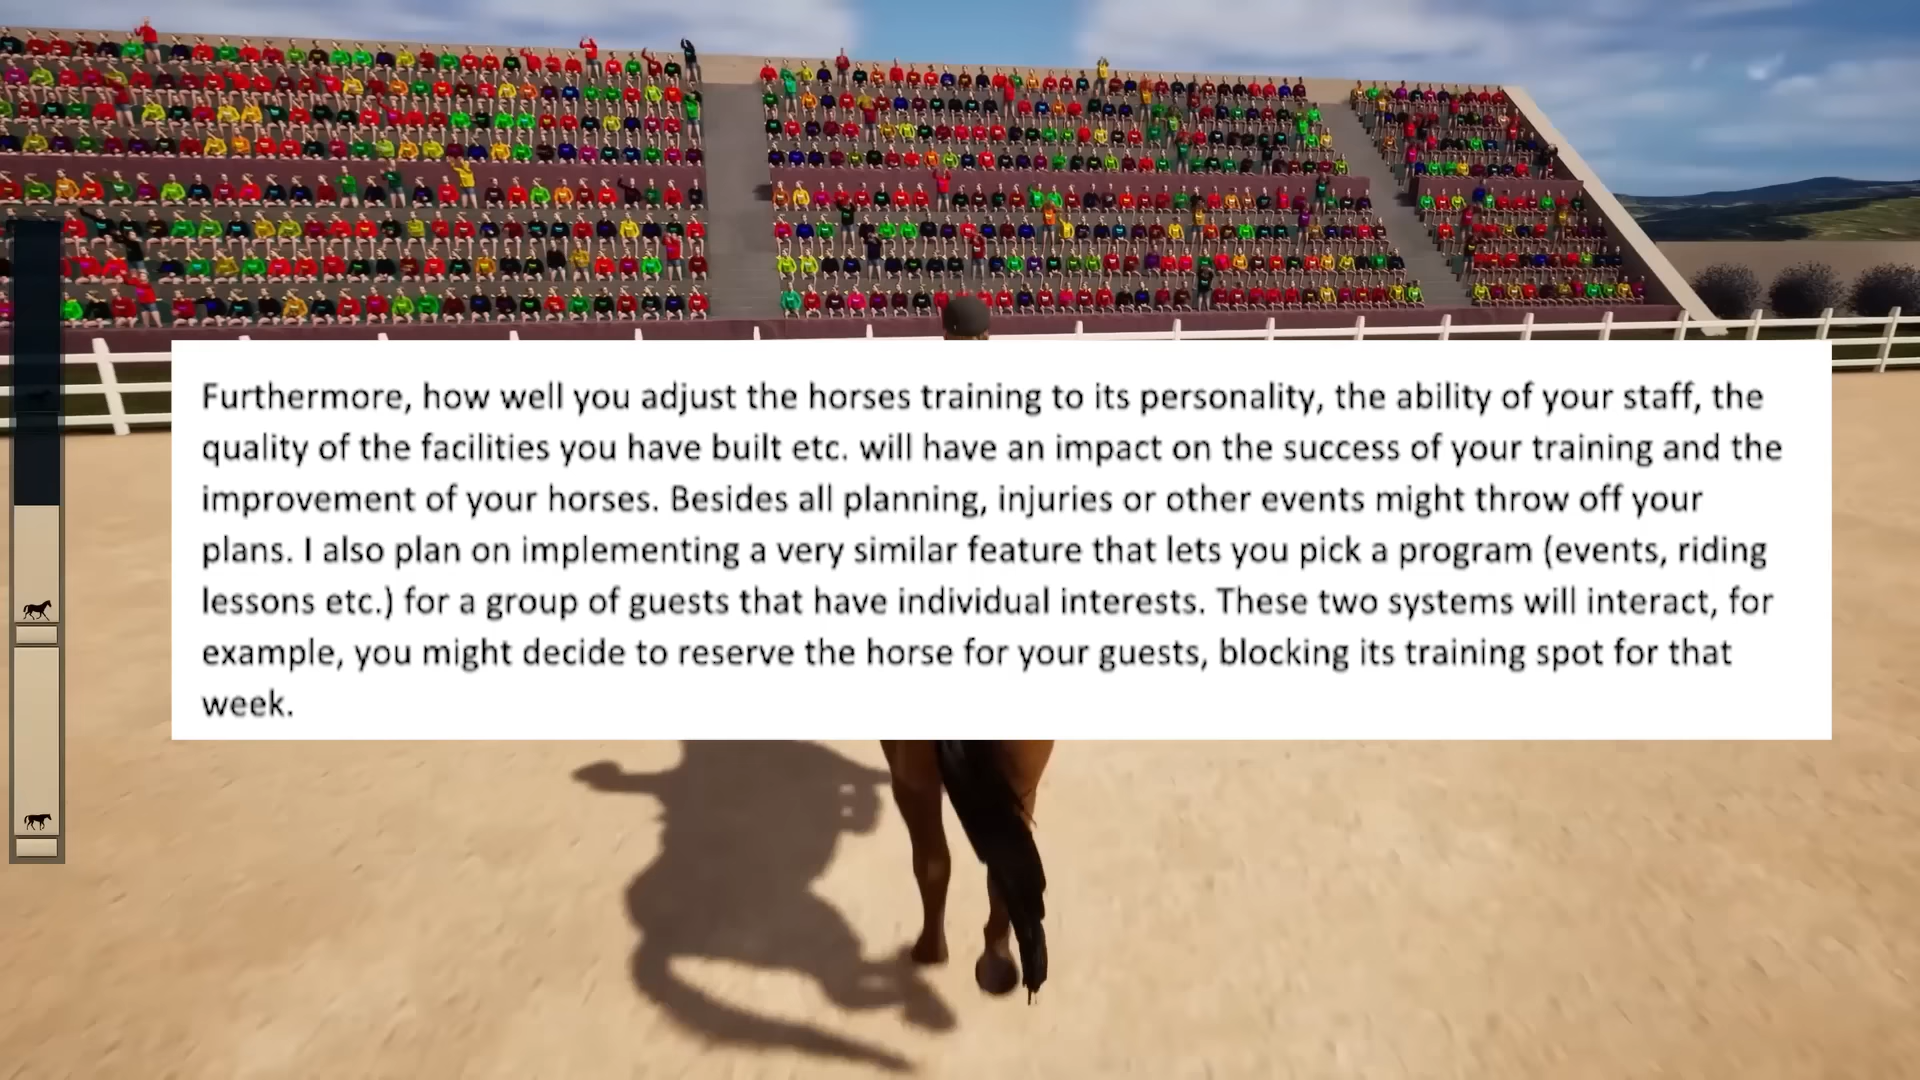 Furthermore, how well you adjust the horses training to its personality, the ability of your staff, the
quality of the facilities you have built etc. will have an impact on the success of your training and the
improvement of your horses. Besides all planning, injuries or other events might throw off your
plans. I also plan on implementing a very similar feature that lets you pick a program (events, riding
lessons etc.) for a group of guests that have individual interests. These two systems will interact, for
example, you might decide to reserve the horse for your guests, blocking its training spot for that
week.